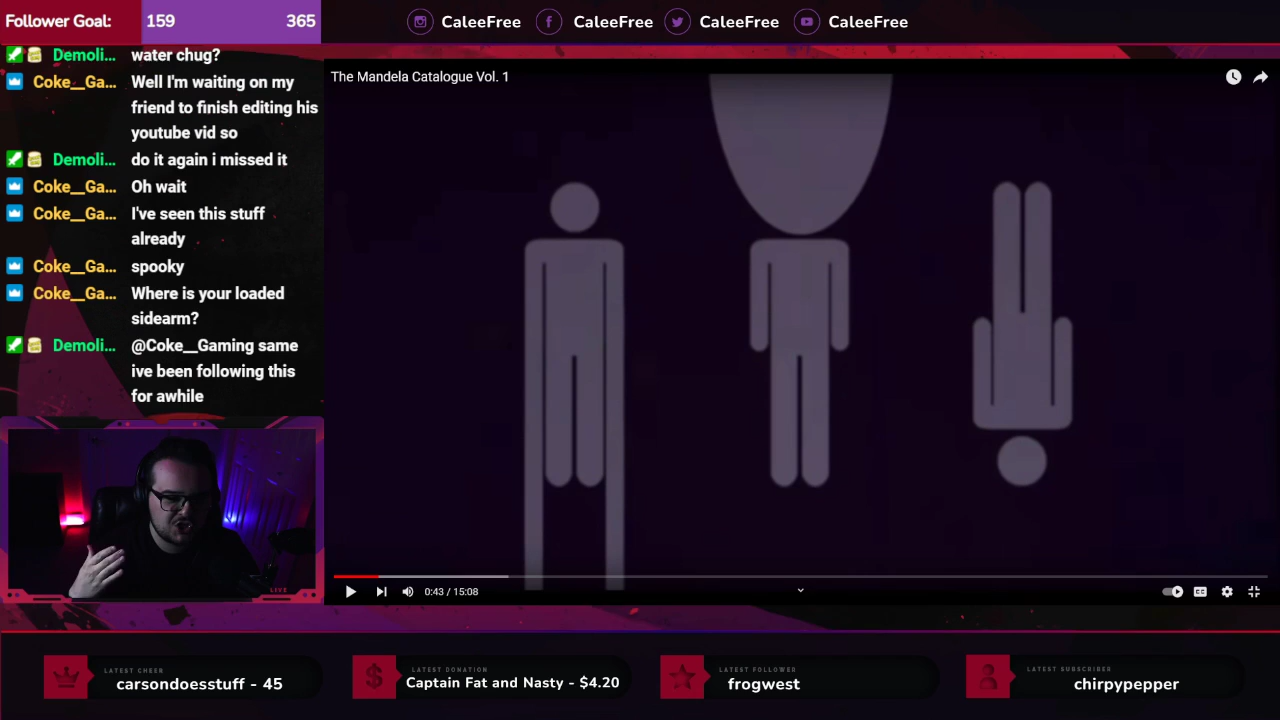 Follower Goal: 159 365
CaleeFree CaleeFree CaleeFree CaleeFree
Demoli... water chug?
Coke__Ga... Well I'm waiting on my
friend to finish editing his
youtube vid so
Demoli... do it again i missed it
Coke__Ga... Oh wait
Coke__Ga... I've seen this stuff
already
Coke__Ga... spooky
Coke__Ga... Where is your loaded
sidearm?
Demoli... @Coke__Gaming same
ive been following this
for awhile
The Mandela Catalogue Vol. 1
0:43 / 15:08
CC
LIVE
LATEST CHEER
carsondoesstuff - 45
LATEST DONATION
Captain Fat and Nasty - $4.20
LATEST FOLLOWER
frogwest
LATEST SUBSCRIBER
chirpypepper